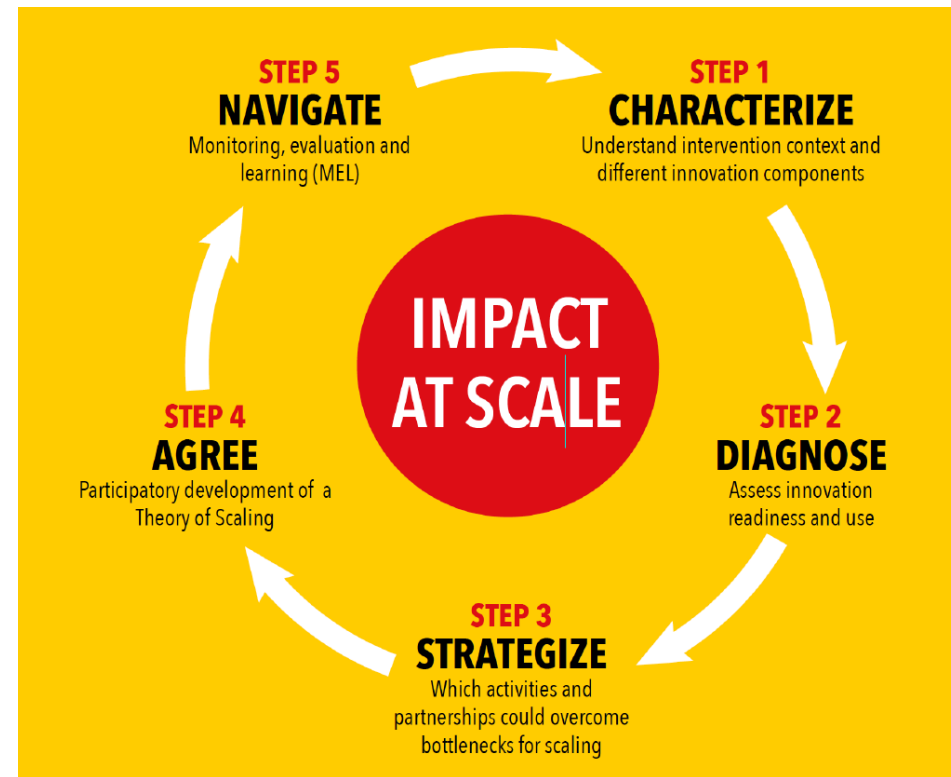 STEP 1
CHARACTERIZE
Understand intervention context and
different innovation components
STEP 2
DIAGNOSE
Assess innovation
readiness and use
STEP 3
STRATEGIZE
Which activities and
partnerships could overcome
bottlenecks for scaling
STEP 4
AGREE
Participatory development of a
Theory of Scaling
STEP 5
NAVIGATE
Monitoring, evaluation and
learning (MEL)
IMPACT
AT SCALE